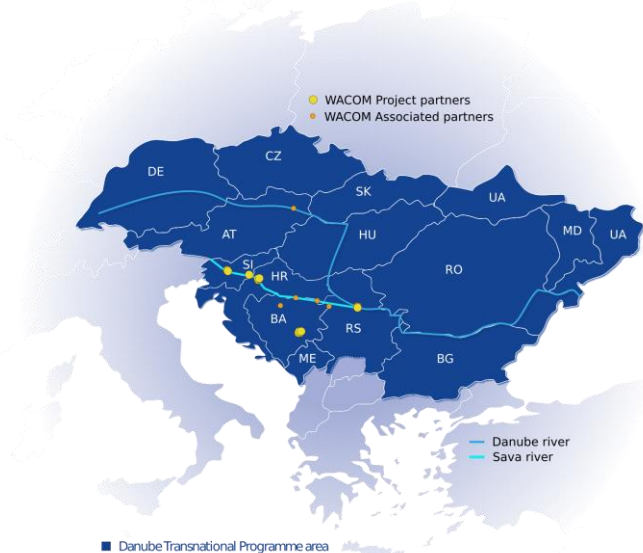 WACOM Project partners
WACOM Associated partners
CZ
DE
SK
UA
MD
UA
AT
HU
RO
SI
HR
BA
RS
ME
BG
Danube river
Sava river
Danube Transnational Programme area